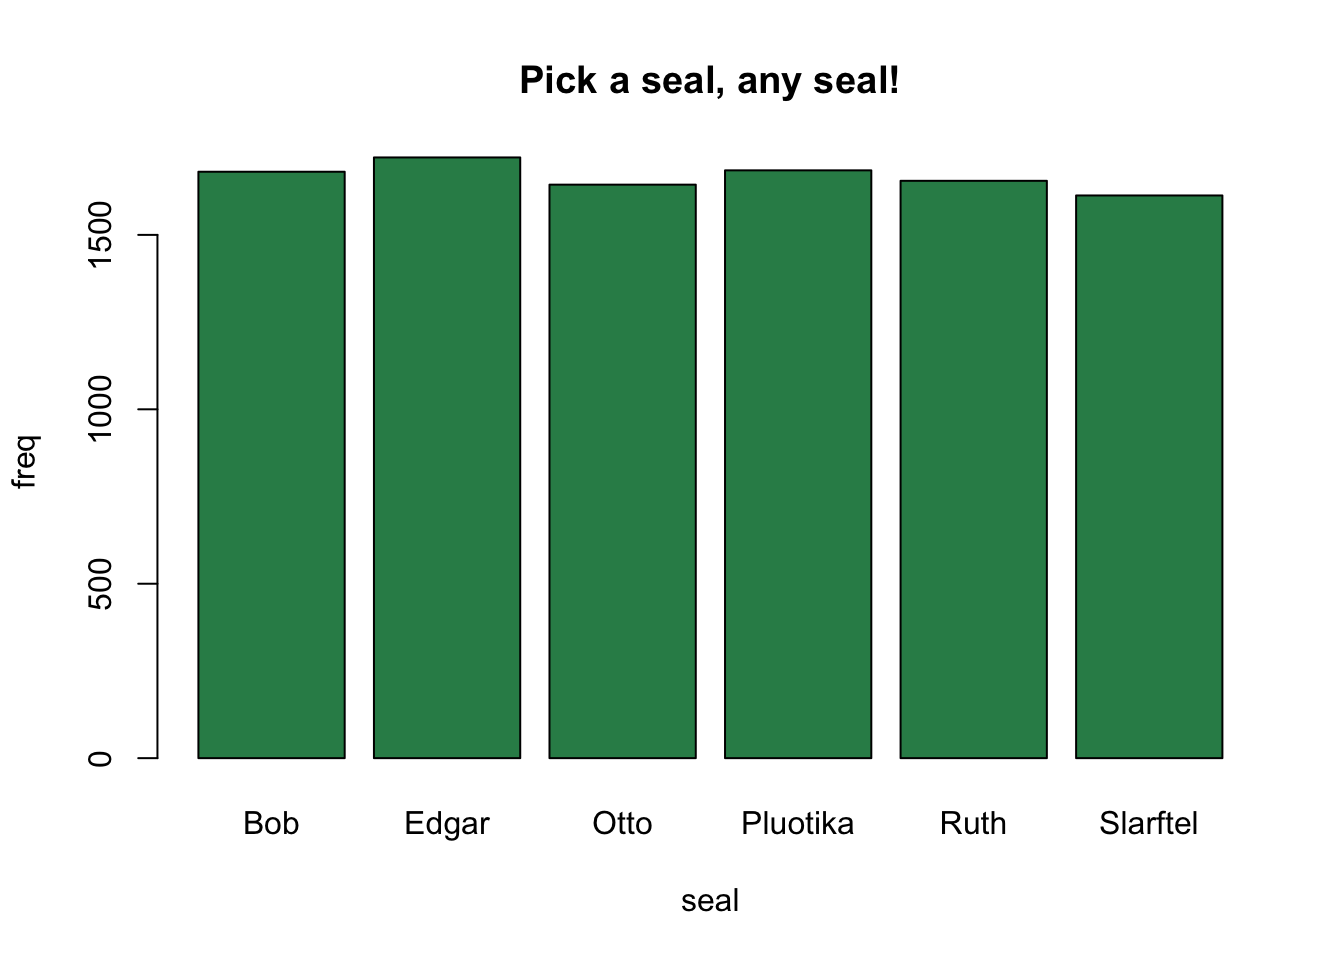 Pick a seal, any seal!
freq
1500
1000
500
0
Bob Edgar Otto Pluotika Ruth Slarftel
seal